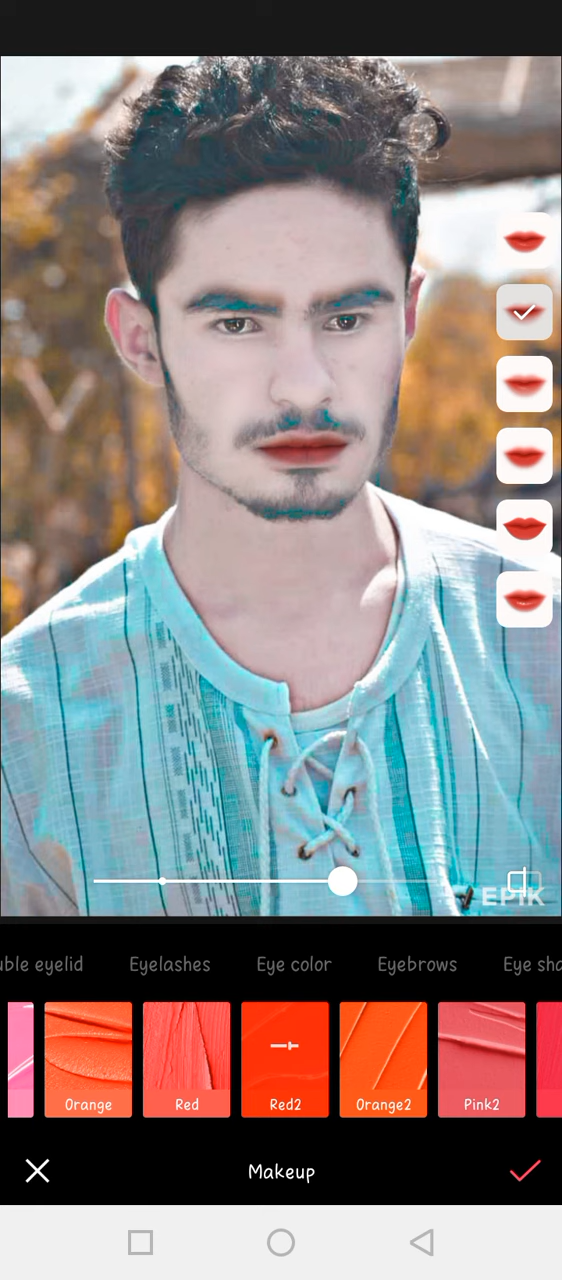 EPIK
uble eyelid Eyelashes Eye color Eyebrows Eye sha
Orange Red Red2 Orange2 Pink2
Makeup